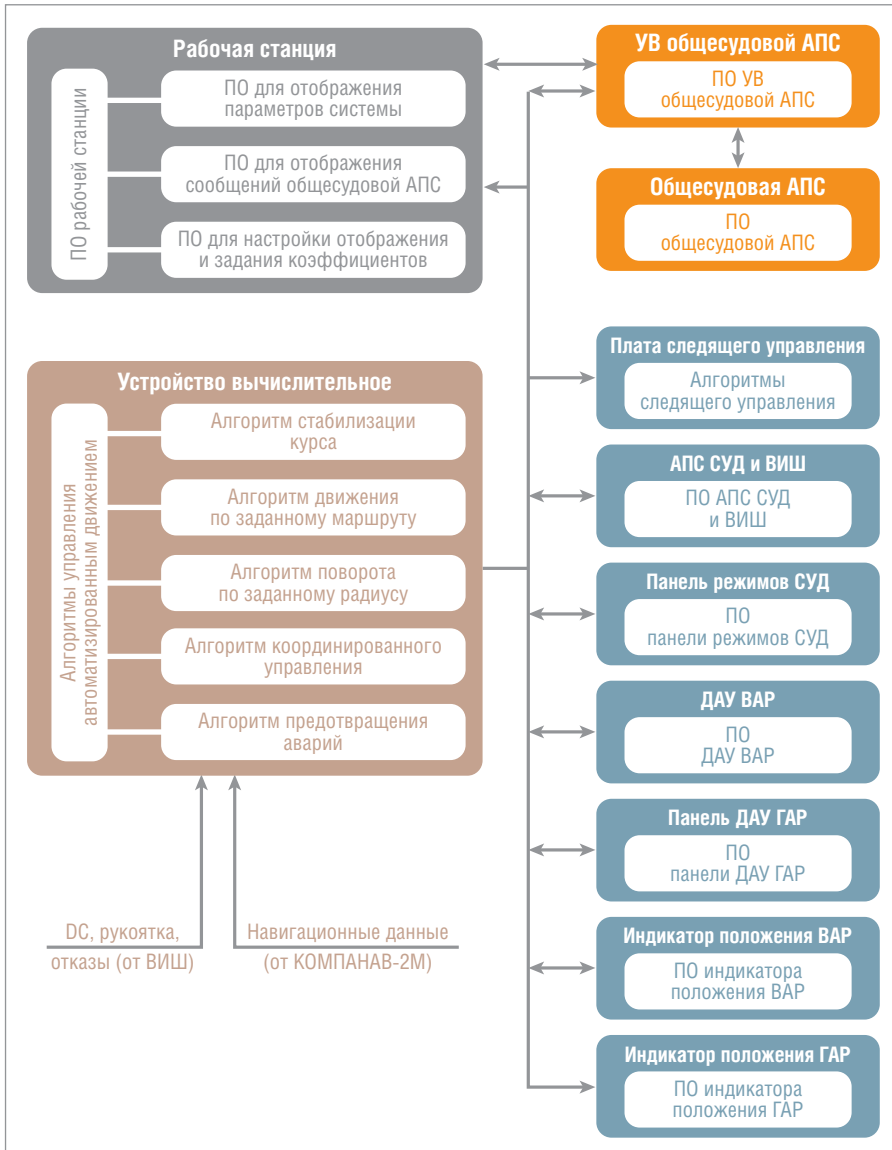 Рабочая станция
ПО рабочей станции
ПО для отображения
параметров системы
ПО для отображения
сообщений общесудовой АПС
ПО для настройки отображения
и задания коэффициентов
УВ общесудовой АПС
ПО УВ
общесудовой АПС
Общесудовая АПС
ПО
общесудовой АПС
Устройство вычислительное
Алгоритмы управления
автоматизированным движением
Алгоритм стабилизации
курса
Алгоритм движения
по заданному маршруту
Алгоритм поворота
по заданному радиусу
Алгоритм координированного
управления
Алгоритм предотвращения
аварий
DC, рукоятка,
отказы (от ВИШ)
Навигационные данные
(от КОМПАНАВ-2М)
Плата следящего управления
Алгоритмы
следящего управления
АПС СУД и ВИШ
ПО АПС СУД
и ВИШ
Панель режимов СУД
ПО
панели режимов СУД
ДАУ ВАР
ПО
ДАУ ВАР
Панель ДАУ ГАР
ПО
панели ДАУ ГАР
Индикатор положения ВАР
ПО индикатора
положения ВАР
Индикатор положения ГАР
ПО индикатора
положения ГАР